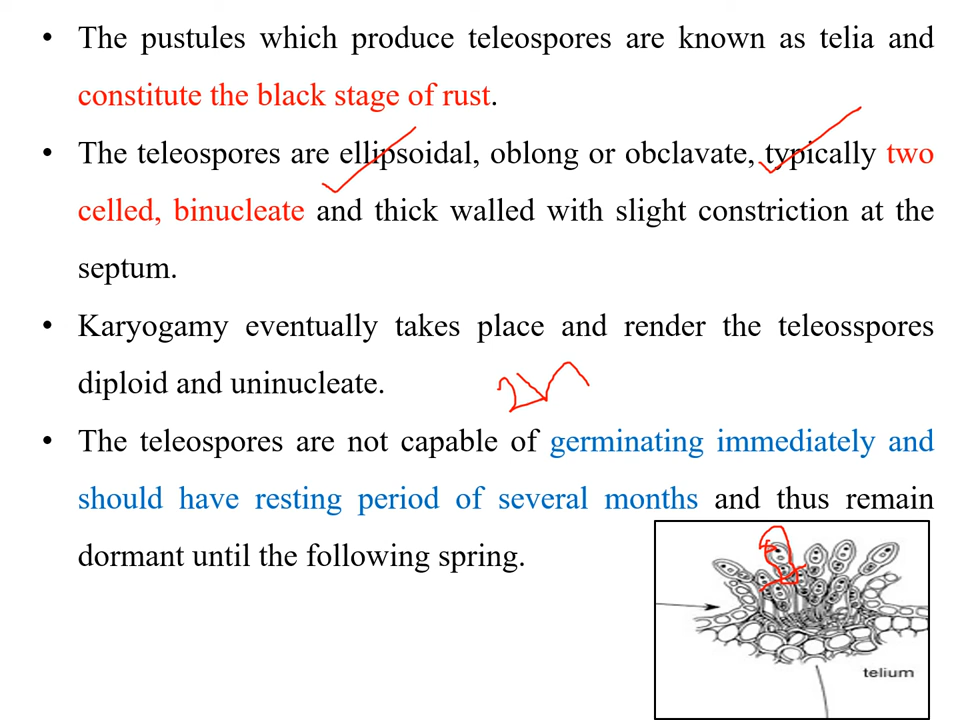 • The pustules which produce teleospores are known as telia and
constitute the black stage of rust.
• The teleospores are ellipsoidal, oblong or obclavate, typically two
celled, binucleate and thick walled with slight constriction at the
septum.
• Karyogamy eventually takes place and render the teleosspores
diploid and uninucleate.
2n
• The teleospores are not capable of germinating immediately and
should have resting period of several months and thus remain
dormant until the following spring.
telium